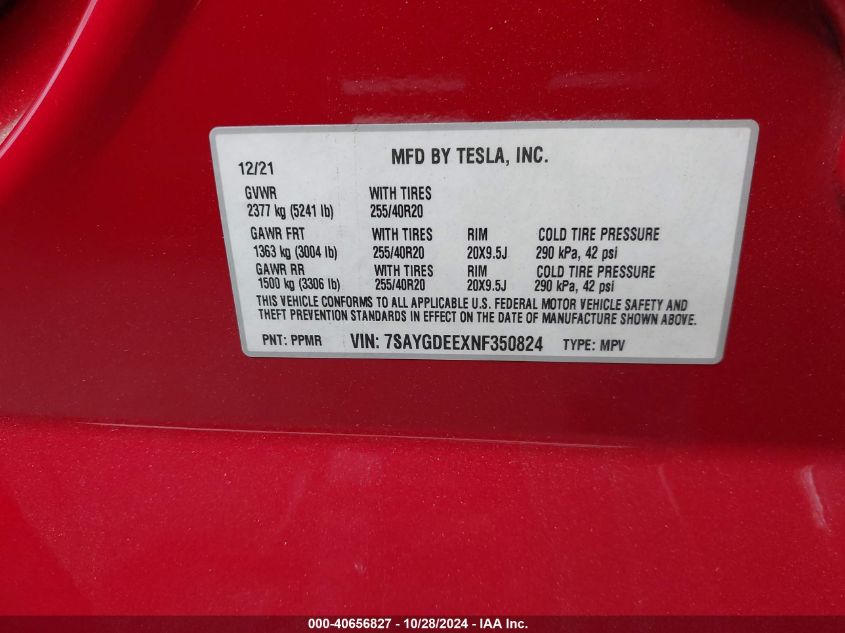 MFD BY TESLA, INC.
12/21
GVWR WITH TIRES
2377 kg (5241 lb) 255/40R20
GAWR FRT WITH TIRES RIM COLD TIRE PRESSURE
1363 kg (3004 lb) 255/40R20 20X9.5J 290 kPa, 42 psi
GAWR RR WITH TIRES RIM COLD TIRE PRESSURE
1500 kg (3306 lb) 255/40R20 20X9.5J 290 kPa, 42 psi
THIS VEHICLE CONFORMS TO ALL APPLICABLE U.S. FEDERAL MOTOR VEHICLE SAFETY AND
THEFT PREVENTION STANDARDS IN EFFECT ON THE DATE OF MANUFACTURE SHOWN ABOVE.
PNT: PPMR VIN: 7SAYGDEEXNF350824 TYPE: MPV
000-40656827 - 10/28/2024 - IAA Inc.